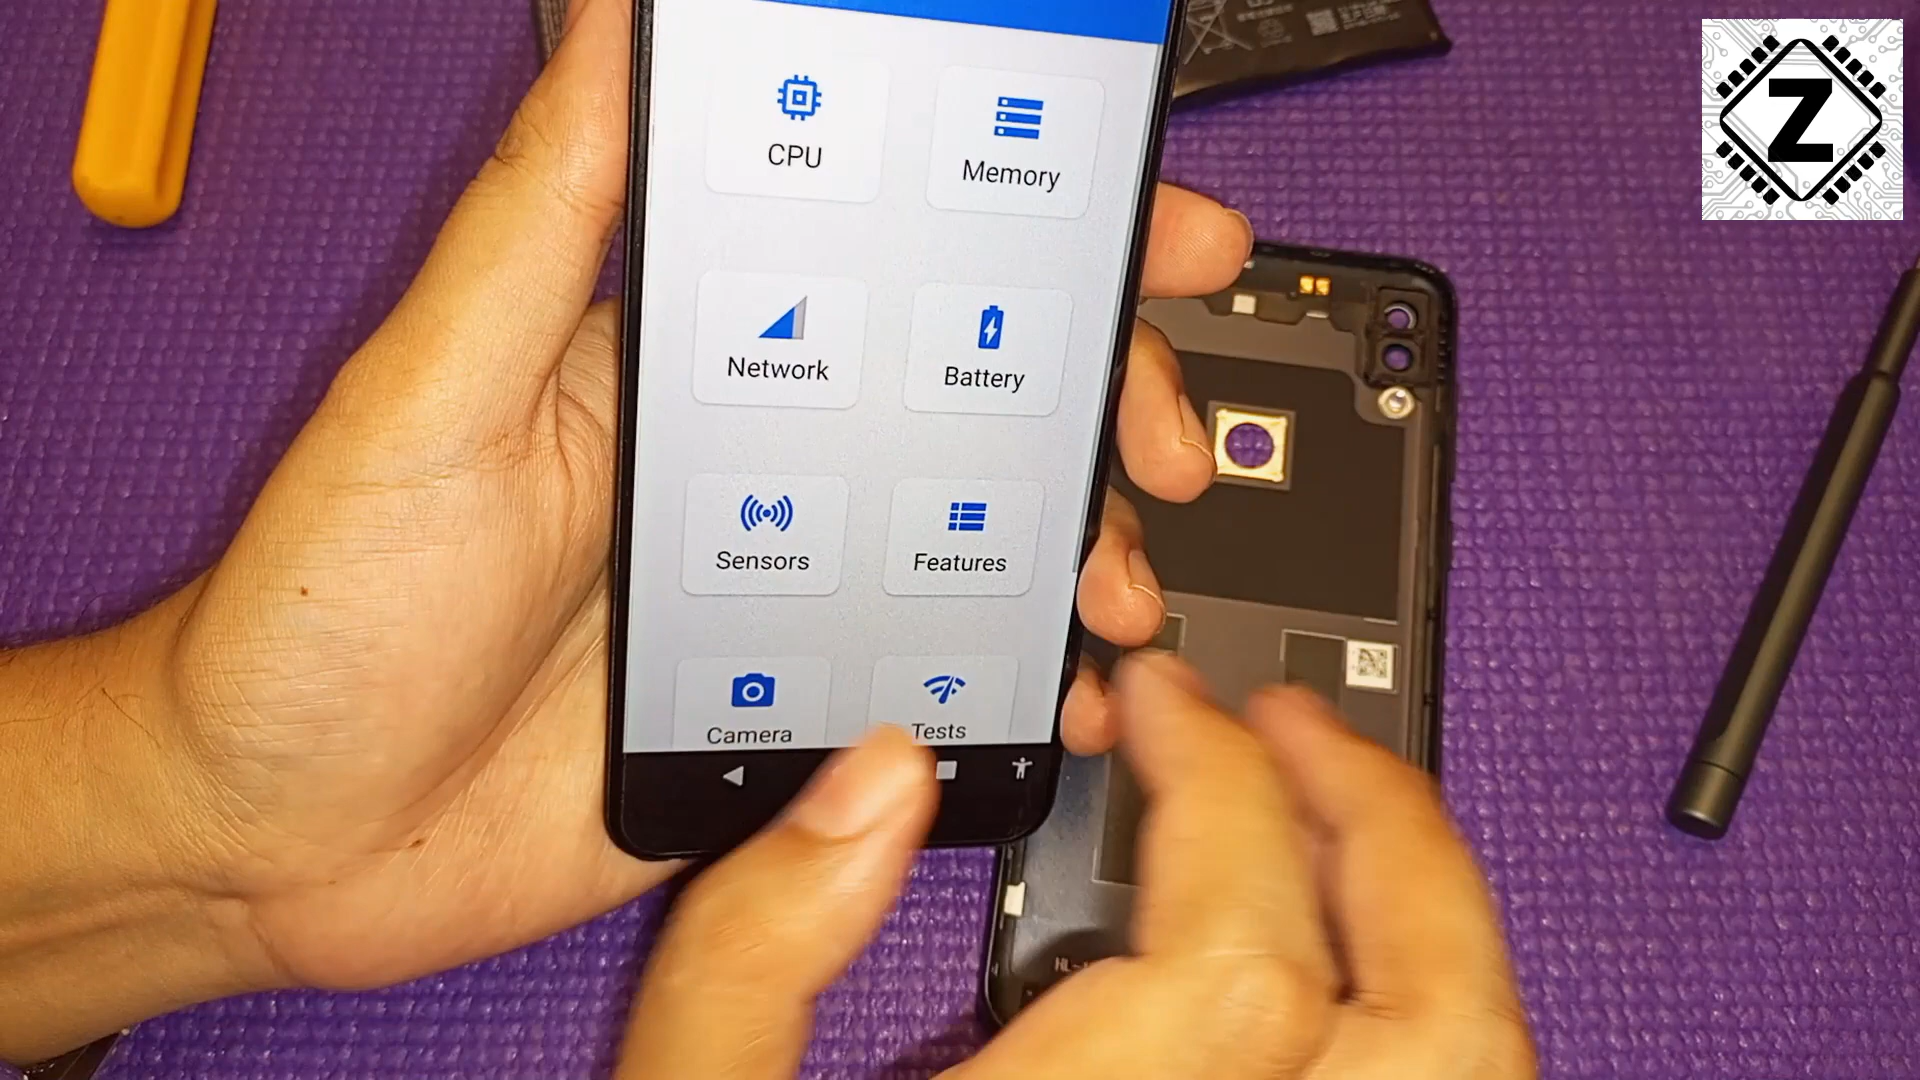 Z
CPU
Memory
Network
Battery
Sensors
Features
Camera
Tests